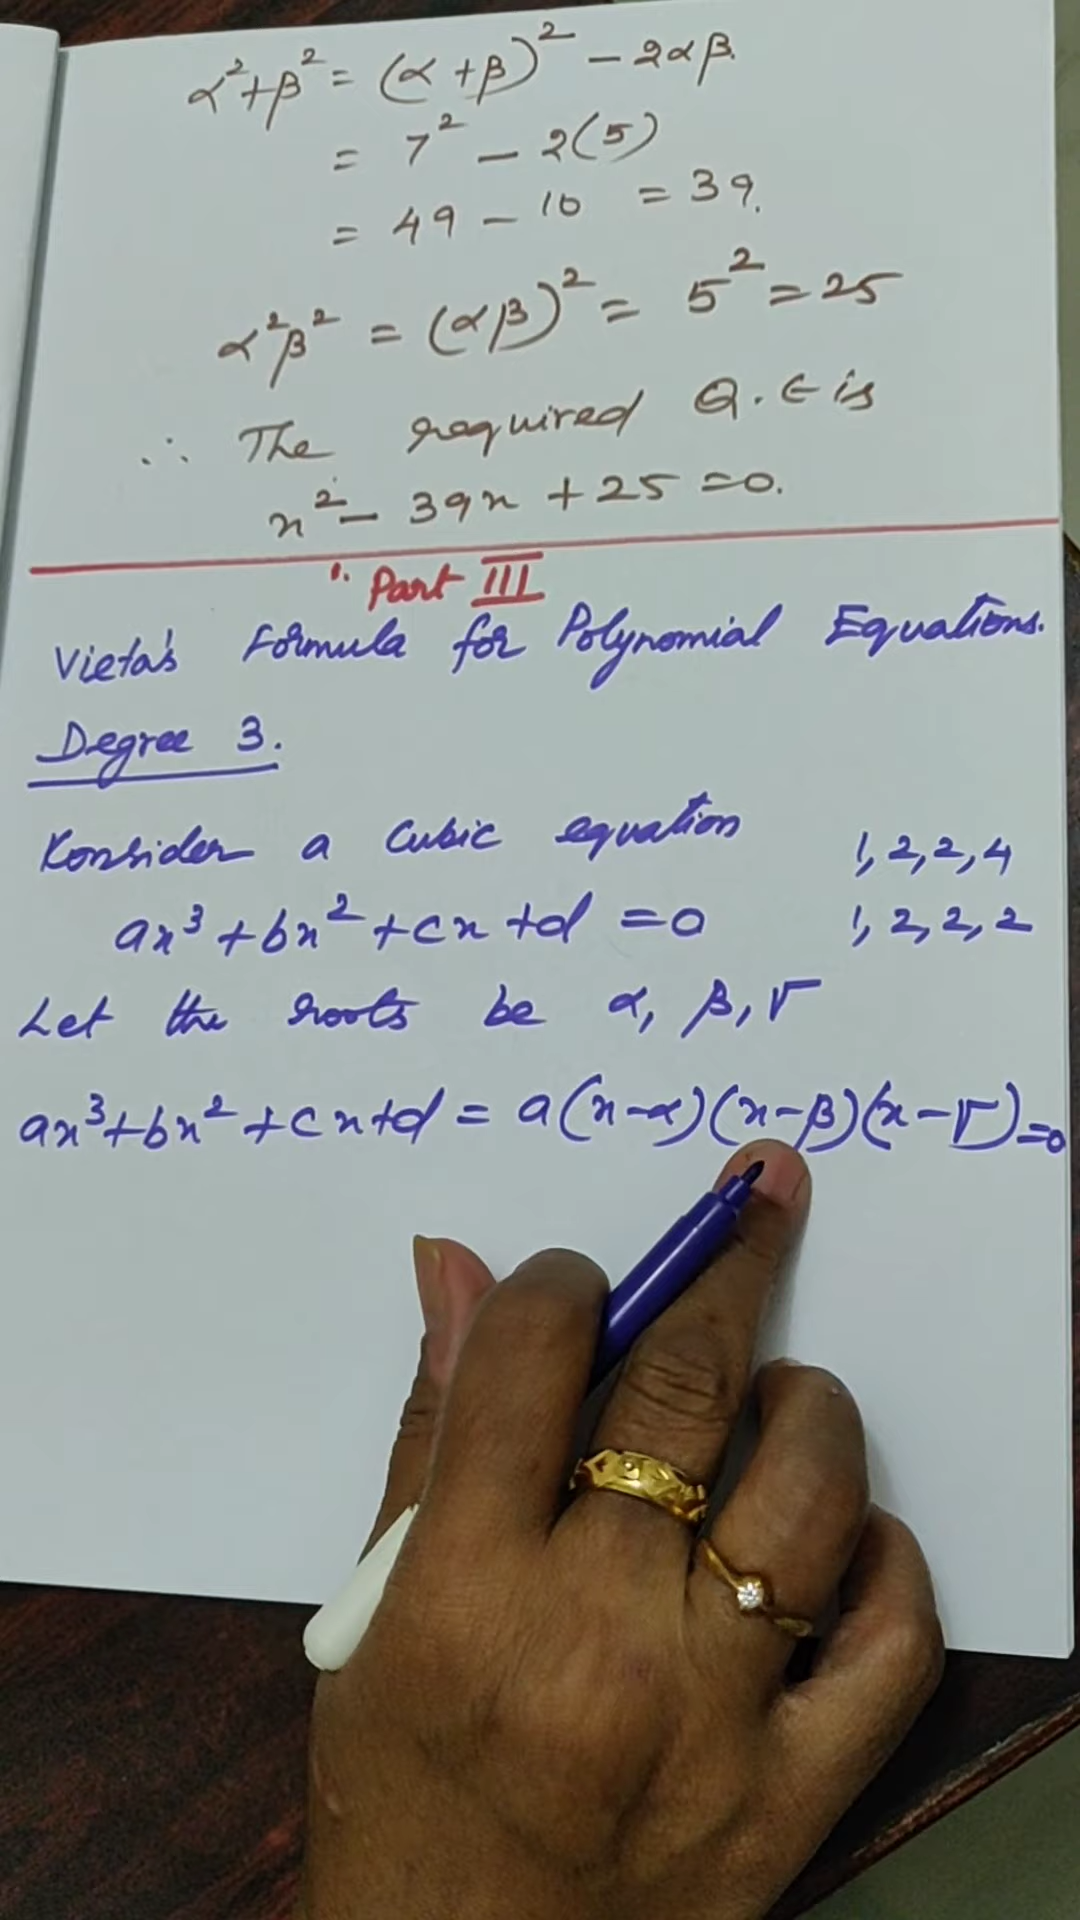 α²+β² = (α+β)² - 2αβ.
= 7² - 2(5)
= 49 - 10 = 39.
α²β² = (αβ)² = 5² = 25
∴ The required Q.E is
x² - 39x + 25 = 0.
Part III
Vieta's Formula for Polynomial Equations.
Degree 3.
Konsider a Cubic equation
1, 2, 2, 4
ax³ + bx² + cx + d = 0
1, 2, 2, 2
Let the roots be α, β, γ
ax³+bx²+cx+d = a(x-α)(x-β)(x-γ)=0